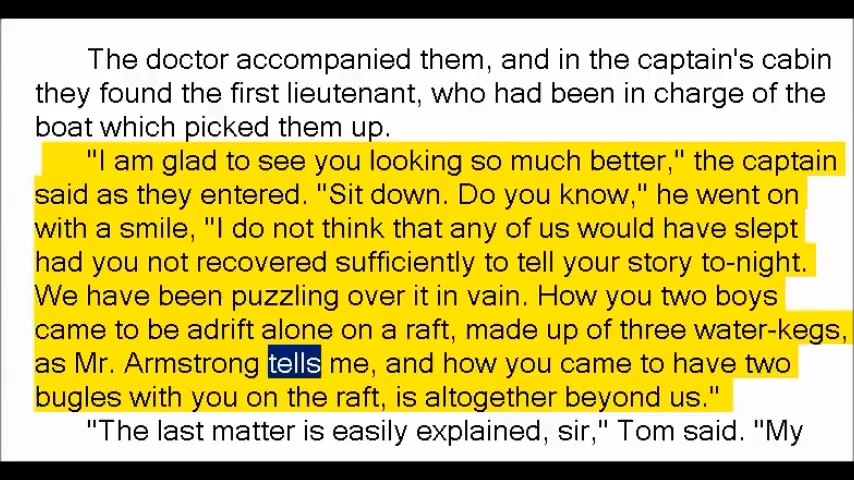 The doctor accompanied them, and in the captain's cabin
they found the first lieutenant, who had been in charge of the
boat which picked them up.
"I am glad to see you looking so much better," the captain
said as they entered. "Sit down. Do you know," he went on
with a smile, "I do not think that any of us would have slept
had you not recovered sufficiently to tell your story to-night.
We have been puzzling over it in vain. How you two boys
came to be adrift alone on a raft, made up of three water-kegs,
as Mr. Armstrong tells me, and how you came to have two
bugles with you on the raft, is altogether beyond us."
"The last matter is easily explained, sir," Tom said. "My